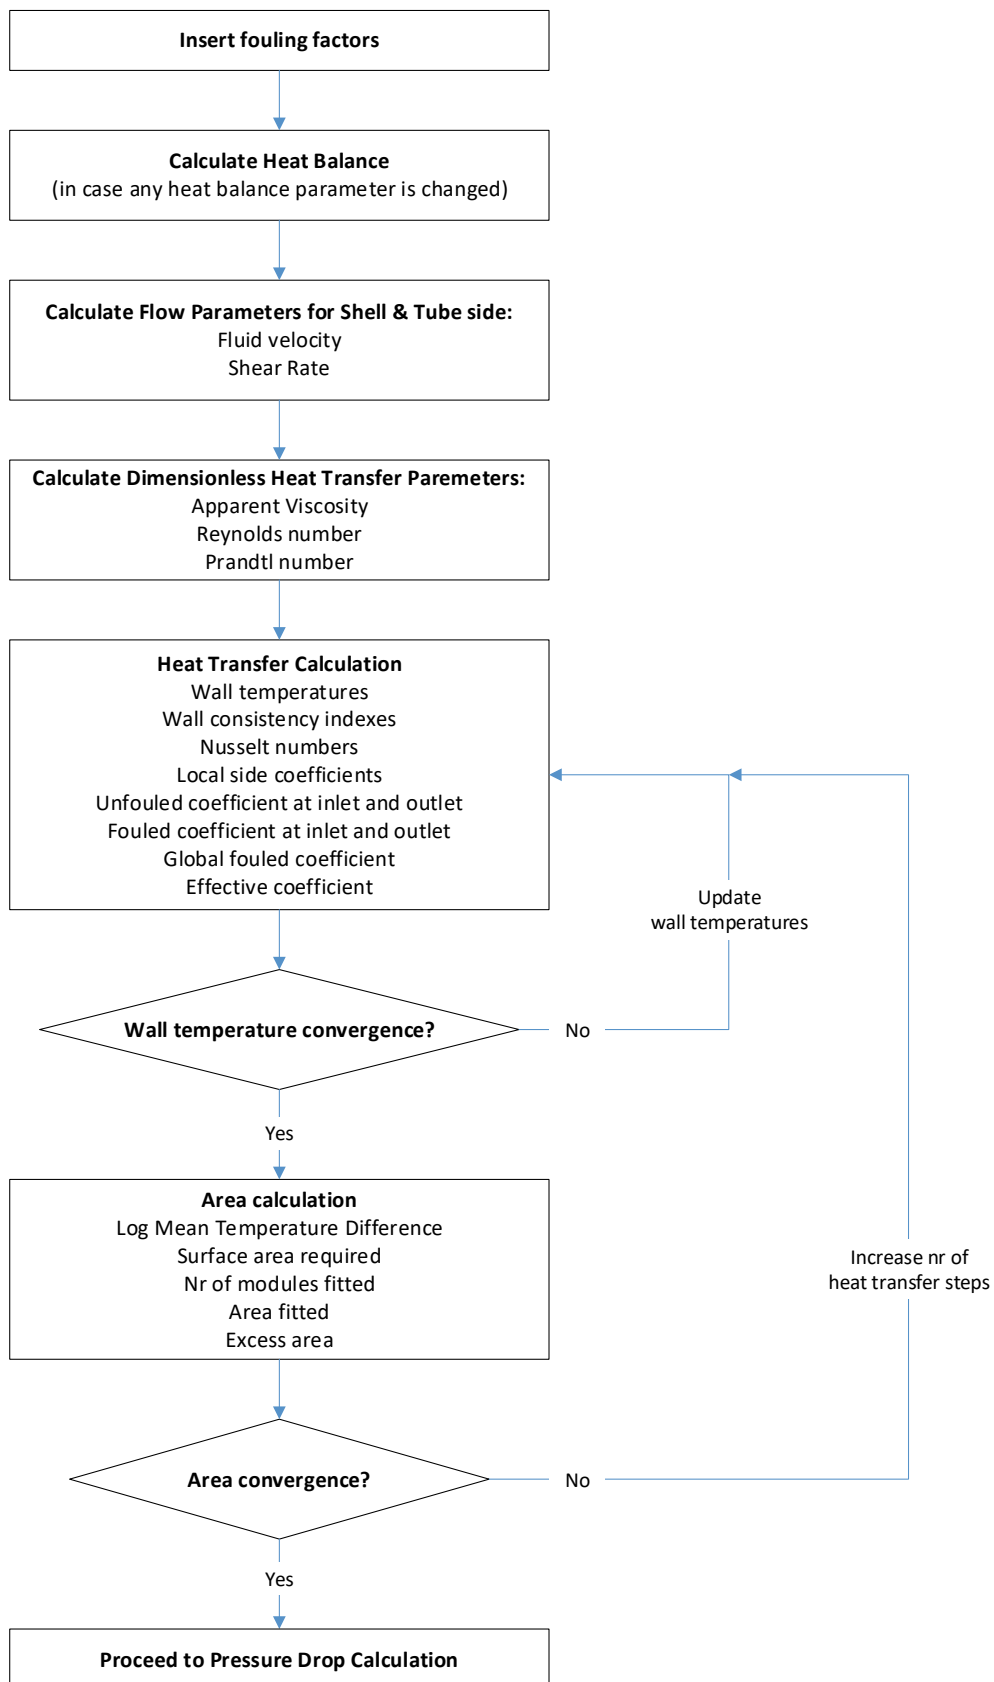 Insert fouling factors
Calculate Heat Balance
(in case any heat balance parameter is changed)
Calculate Flow Parameters for Shell & Tube side:
Fluid velocity
Shear Rate
Calculate Dimensionless Heat Transfer Paremeters:
Apparent Viscosity
Reynolds number
Prandtl number
Heat Transfer Calculation
Wall temperatures
Wall consistency indexes
Nusselt numbers
Local side coefficients
Unfouled coefficient at inlet and outlet
Fouled coefficient at inlet and outlet
Global fouled coefficient
Effective coefficient
Update
wall temperatures
Wall temperature convergence?
No
Yes
Area calculation
Log Mean Temperature Difference
Surface area required
Nr of modules fitted
Area fitted
Excess area
Increase nr of
heat transfer steps
Area convergence?
No
Yes
Proceed to Pressure Drop Calculation